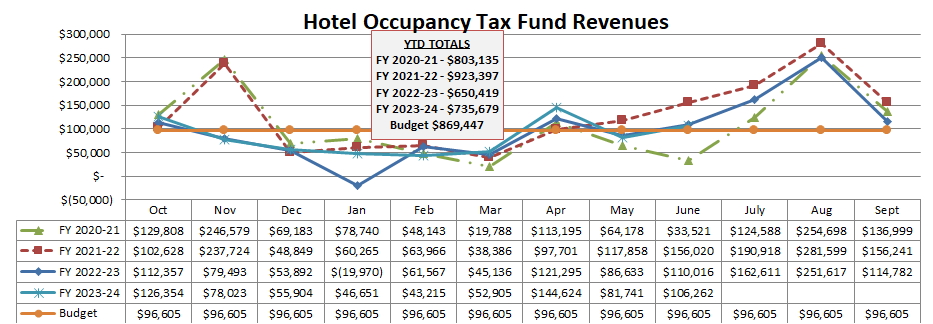 Hotel Occupancy Tax Fund Revenues
YTD TOTALS
FY 2020-21 - $803,135
FY 2021-22 - $923,397
FY 2022-23 - $650,419
FY 2023-24 - $735,679
Budget $869,447
$300,000
$250,000
$200,000
$150,000
$100,000
$50,000
$-
$(50,000)
Oct Nov Dec Jan Feb Mar Apr May June July Aug Sept
FY 2020-21 $129,808 $246,579 $69,183 $78,740 $48,143 $19,788 $113,195 $64,178 $33,521 $124,588 $254,698 $136,999
FY 2021-22 $102,628 $237,724 $48,849 $60,265 $63,966 $38,386 $97,701 $117,858 $156,020 $190,918 $281,599 $156,241
FY 2022-23 $112,357 $79,493 $53,892 $(19,970) $61,567 $45,136 $121,295 $86,633 $110,016 $162,611 $251,617 $114,782
FY 2023-24 $126,354 $78,023 $55,904 $46,651 $43,215 $52,905 $144,624 $81,741 $106,262
Budget $96,605 $96,605 $96,605 $96,605 $96,605 $96,605 $96,605 $96,605 $96,605 $96,605 $96,605 $96,605